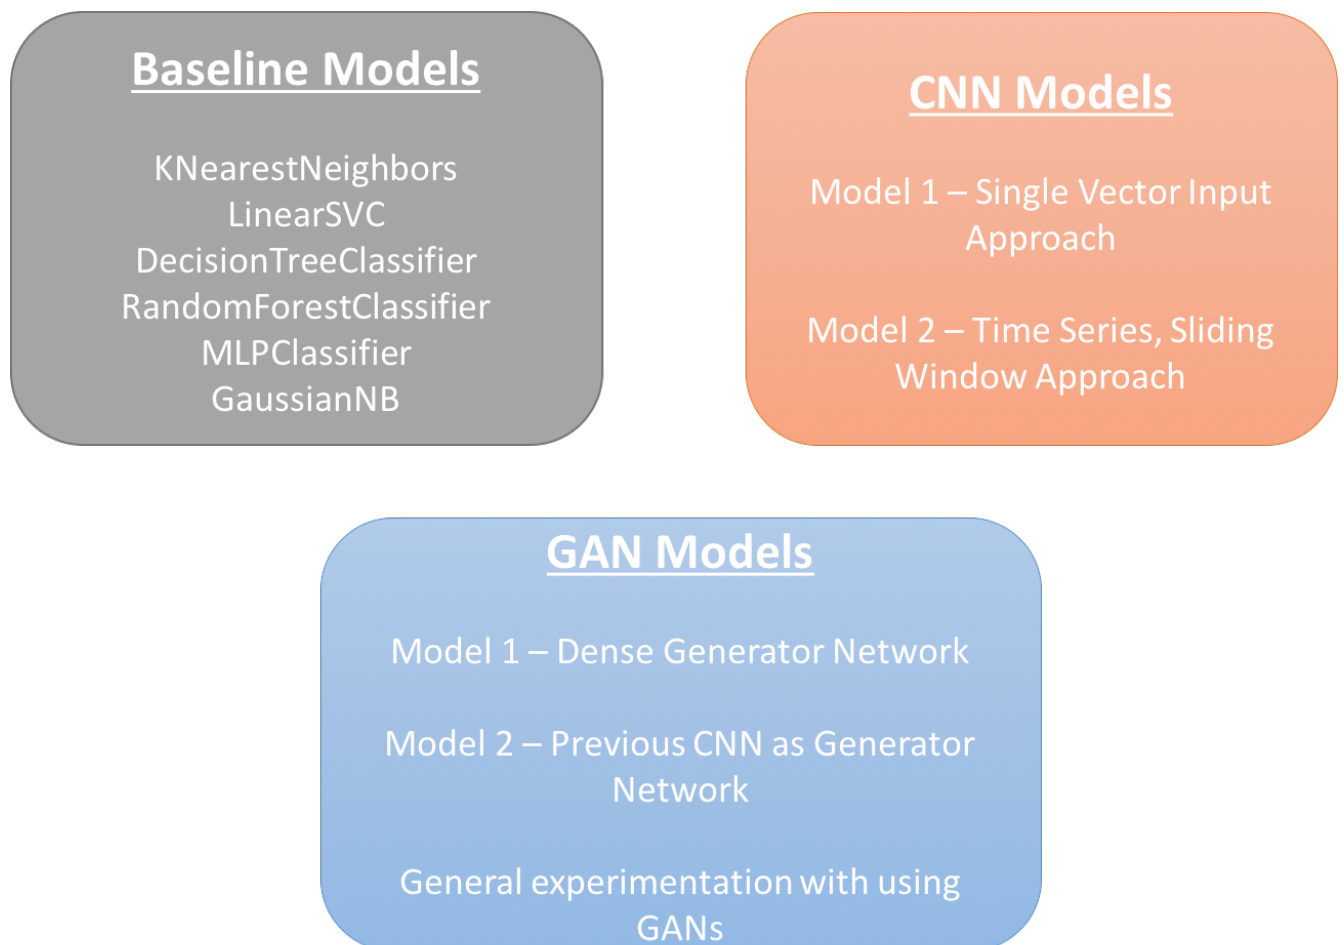 Baseline Models
KNearestNeighbors
LinearSVC
DecisionTreeClassifier
RandomForestClassifier
MLPClassifier
GaussianNB
CNN Models
Model 1 – Single Vector Input
Approach
Model 2 – Time Series, Sliding
Window Approach
GAN Models
Model 1 – Dense Generator Network
Model 2 – Previous CNN as Generator
Network
General experimentation with using
GANs